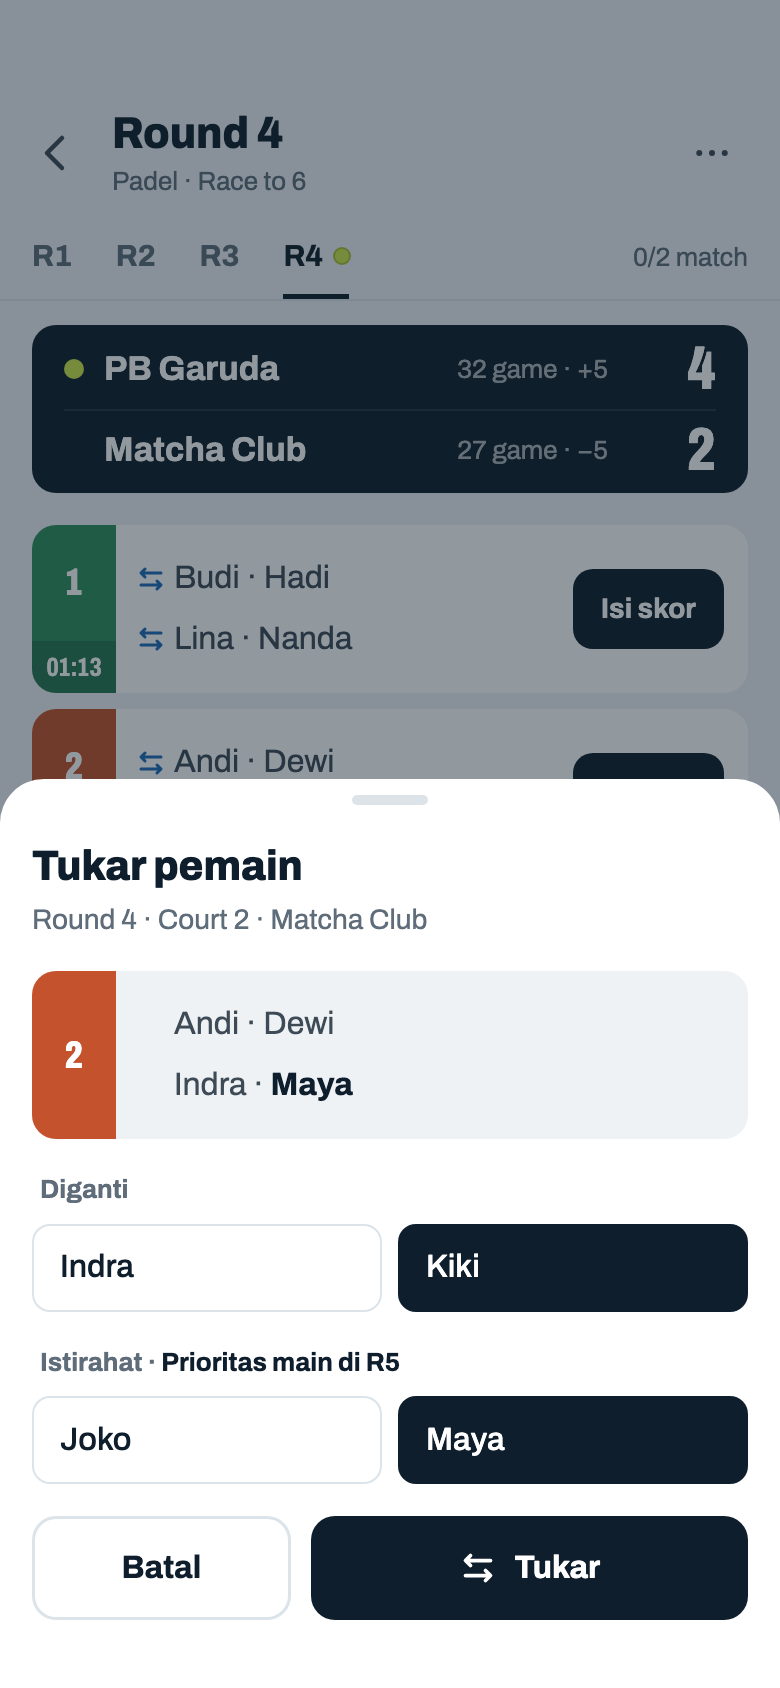 Round 4
Padel · Race to 6
R1 R2 R3 R4 0/2 match
PB Garuda 32 game · +5 4
Matcha Club 27 game · −5 2
1
01:13
Budi · Hadi
Lina · Nanda
Isi skor
2
Andi · Dewi
Tukar pemain
Round 4 · Court 2 · Matcha Club
2
Andi · Dewi
Indra · Maya
Diganti
Indra Kiki
Istirahat · Prioritas main di R5
Joko Maya
Batal Tukar